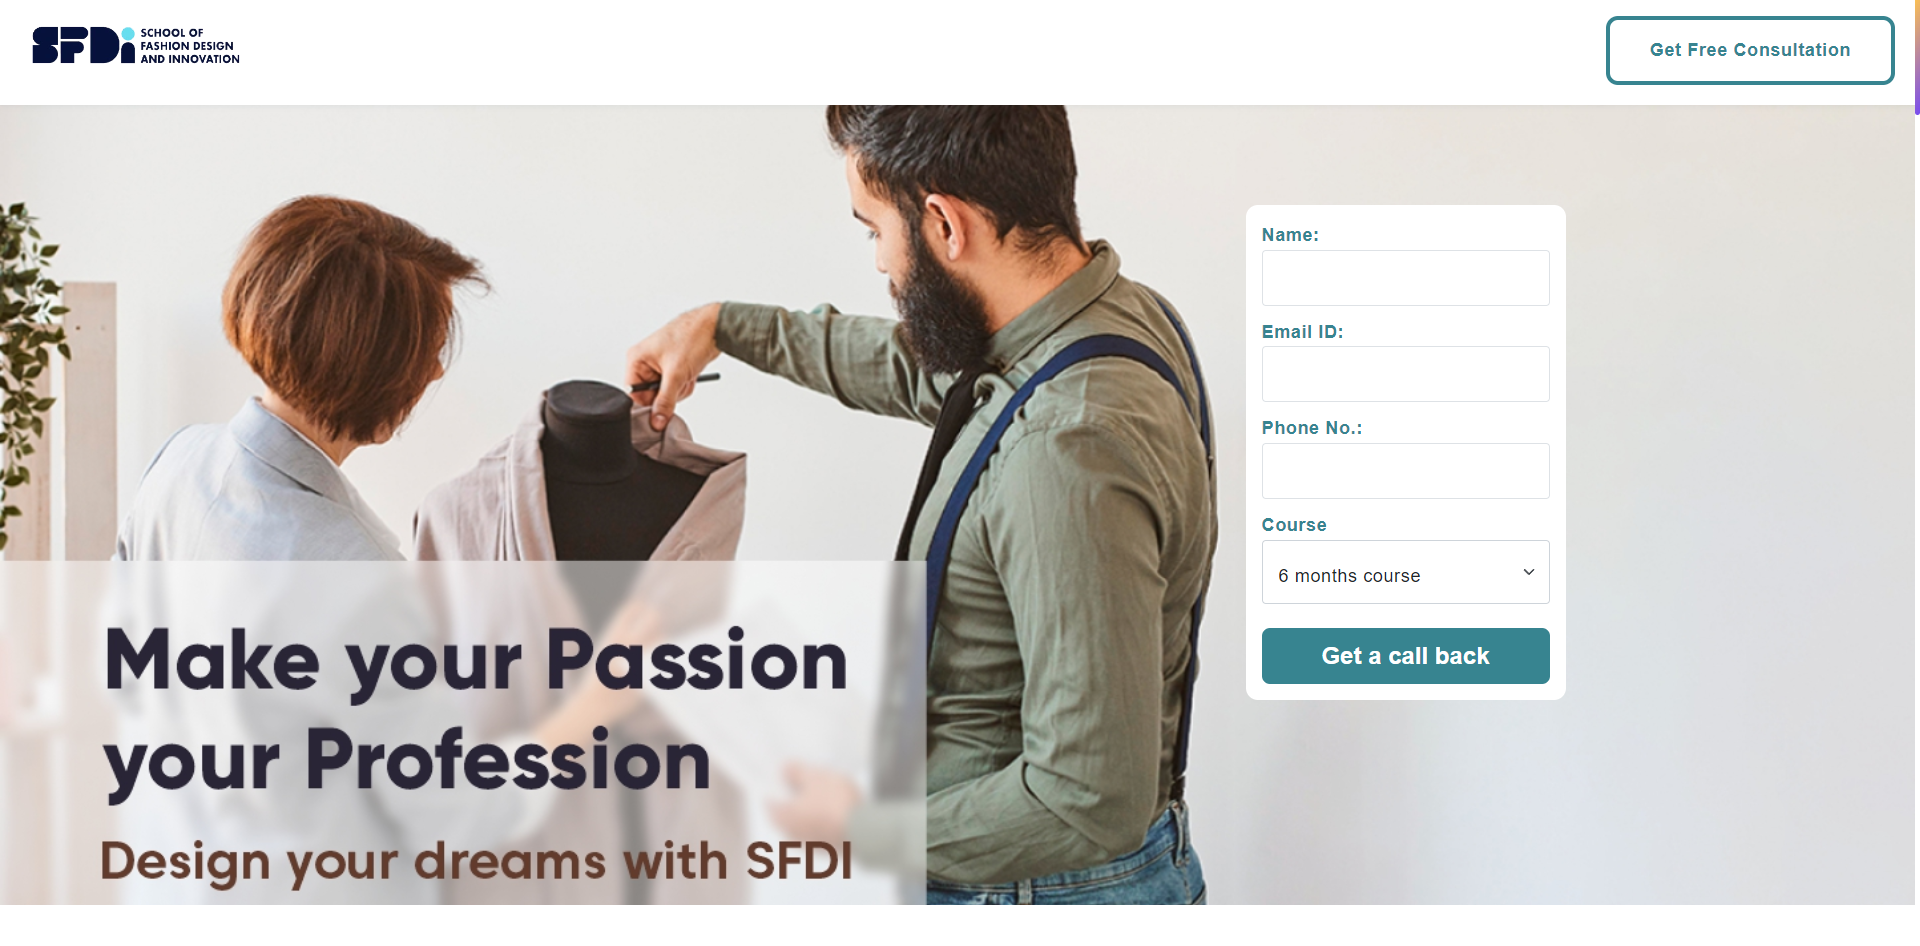 SFDi
SCHOOL OF
FASHION DESIGN
AND INNOVATION
Get Free Consultation
Name:
Email ID:
Phone No.:
Course
6 months course
Get a call back
Make your Passion
your Profession
Design your dreams with SFDI